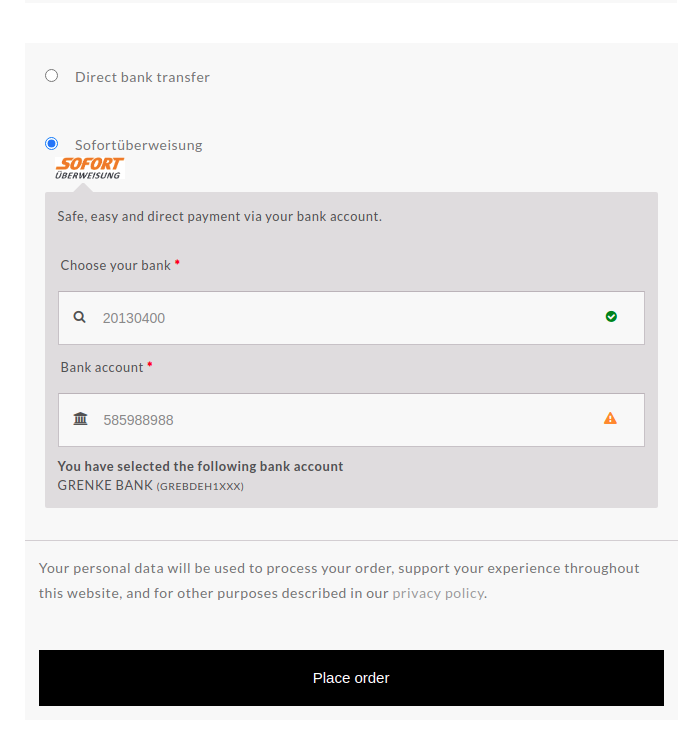 Direct bank transfer
Sofortüberweisung
SOFORT
ÜBERWEISUNG
Safe, easy and direct payment via your bank account.
Choose your bank *
20130400
Bank account *
585988988
You have selected the following bank account
GRENKE BANK (GREBDEH1XXX)
Your personal data will be used to process your order, support your experience throughout
this website, and for other purposes described in our privacy policy.
Place order